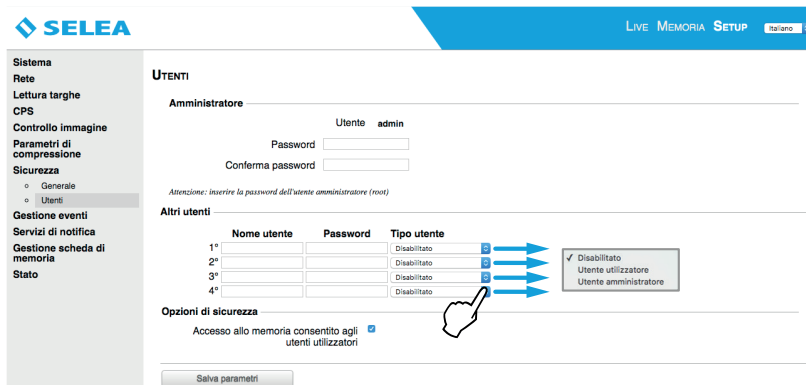 SELEA
LIVE MEMORIA SETUP Italiano
Sistema
Rete
Lettura targhe
CPS
Controllo immagine
Parametri di
compressione
Sicurezza
Generale
Utenti
Gestione eventi
Servizi di notifica
Gestione scheda di
memoria
Stato
UTENTI
Amministratore
Utente admin
Password
Conferma password
Attenzione: inserire la password dell'utente amministratore (root)
Altri utenti
Nome utente Password Tipo utente
1° Disabilitato
2° Disabilitato
3° Disabilitato
4° Disabilitato
✓ Disabilitato
Utente utilizzatore
Utente amministratore
Opzioni di sicurezza
Accesso allo memoria consentito agli
utenti utilizzatori
Salva parametri